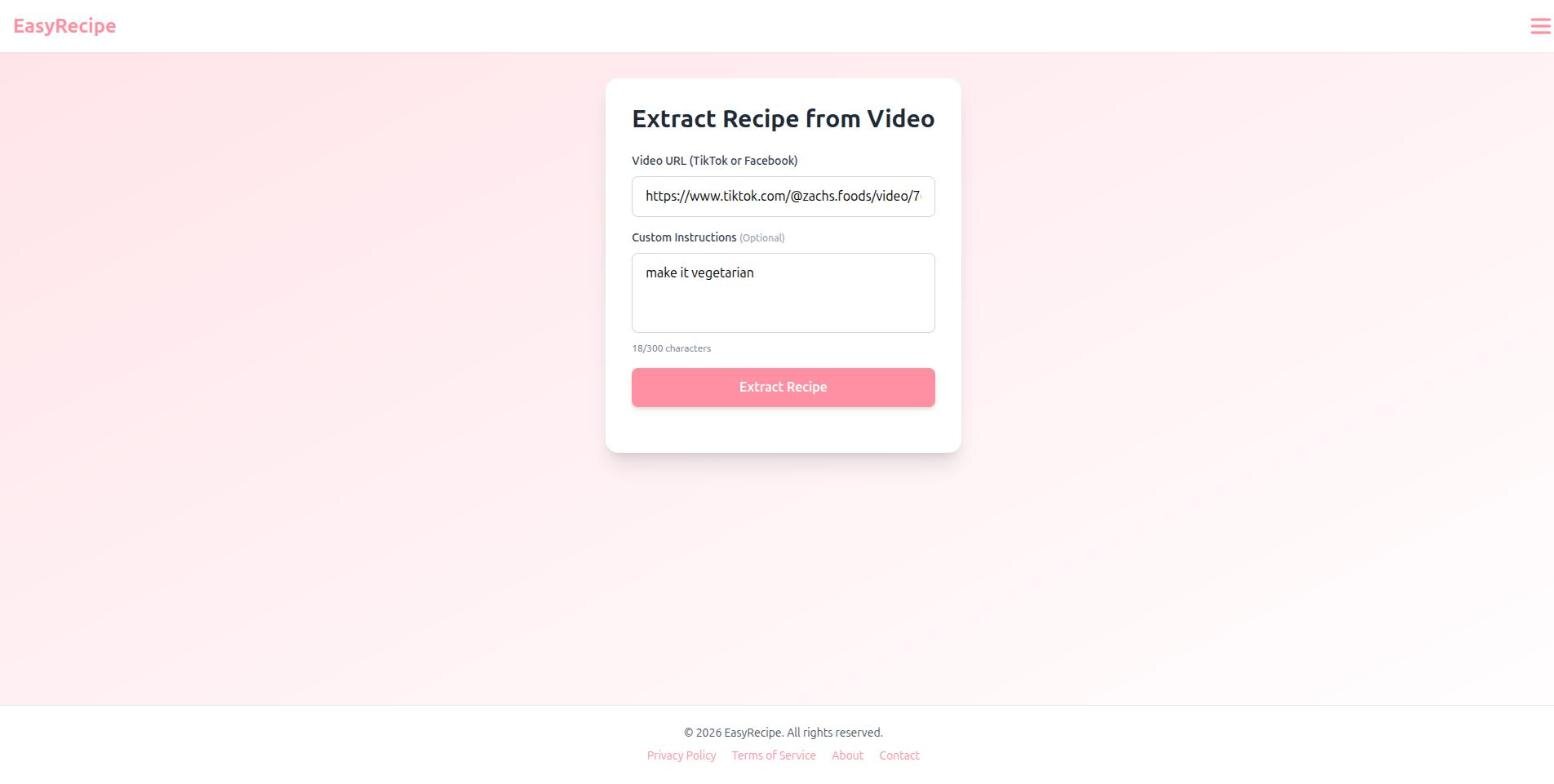 EasyRecipe
Extract Recipe from Video
Video URL (TikTok or Facebook)
https://www.tiktok.com/@zachs.foods/video/7
Custom Instructions (Optional)
make it vegetarian
18/300 characters
Extract Recipe
© 2026 EasyRecipe. All rights reserved.
Privacy Policy Terms of Service About Contact